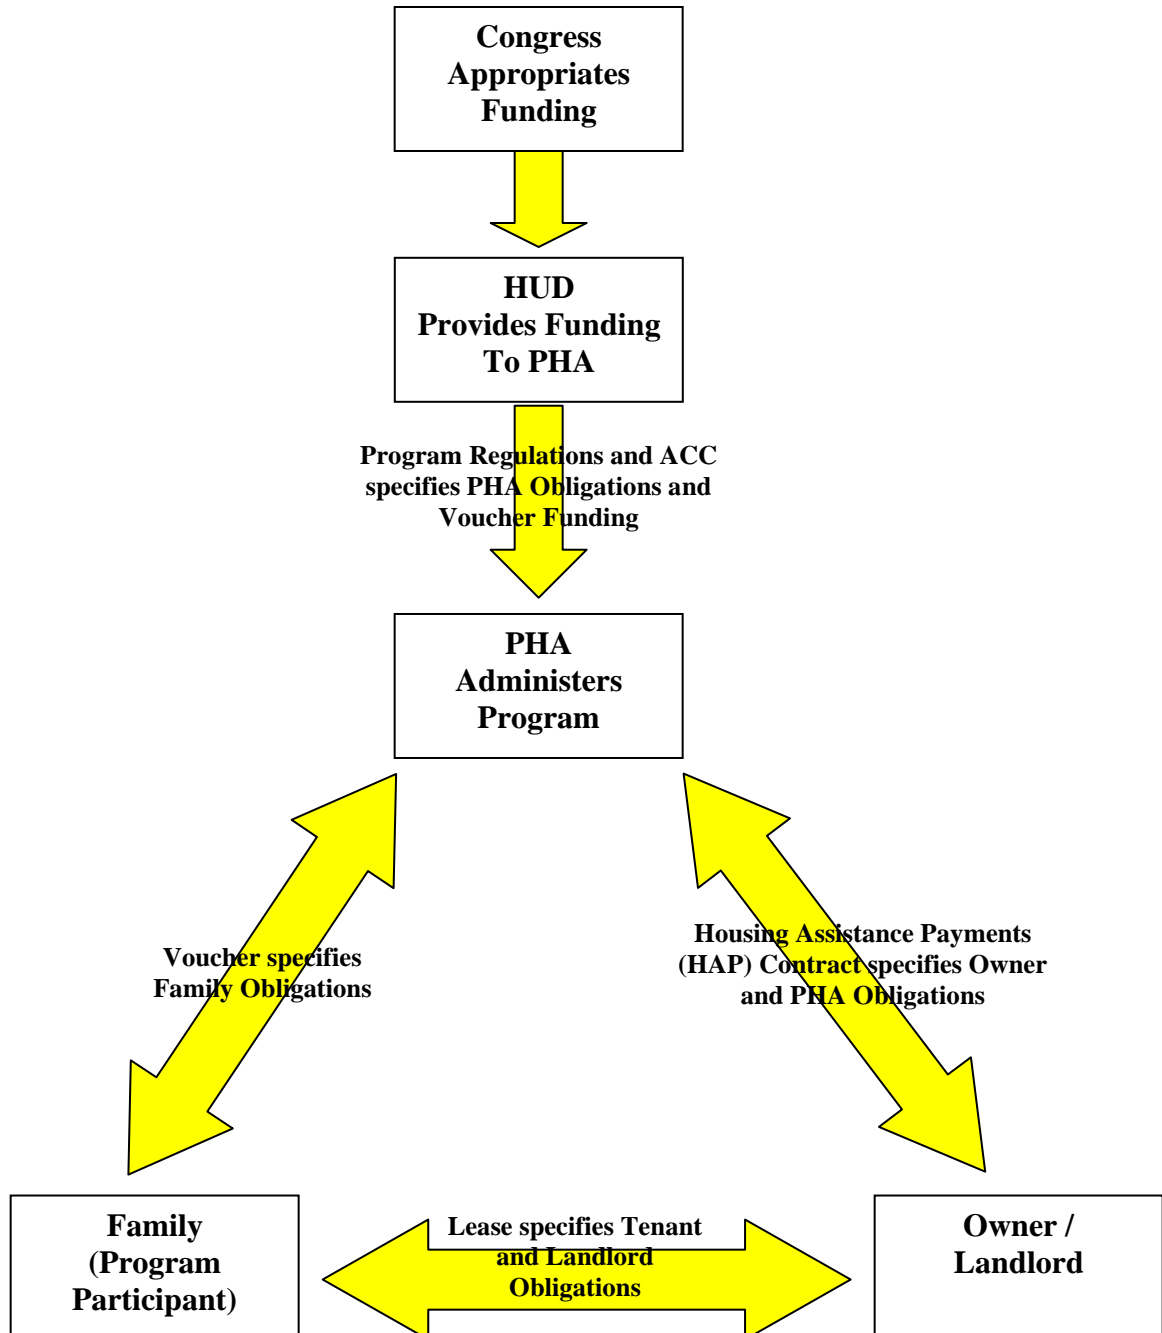 Congress
Appropriates
Funding
HUD
Provides Funding
To PHA
Program Regulations and ACC
specifies PHA Obligations and
Voucher Funding
PHA
Administers
Program
Voucher specifies
Family Obligations
Housing Assistance Payments
(HAP) Contract specifies Owner
and PHA Obligations
Family
(Program
Participant)
Lease specifies Tenant
and Landlord
Obligations
Owner /
Landlord